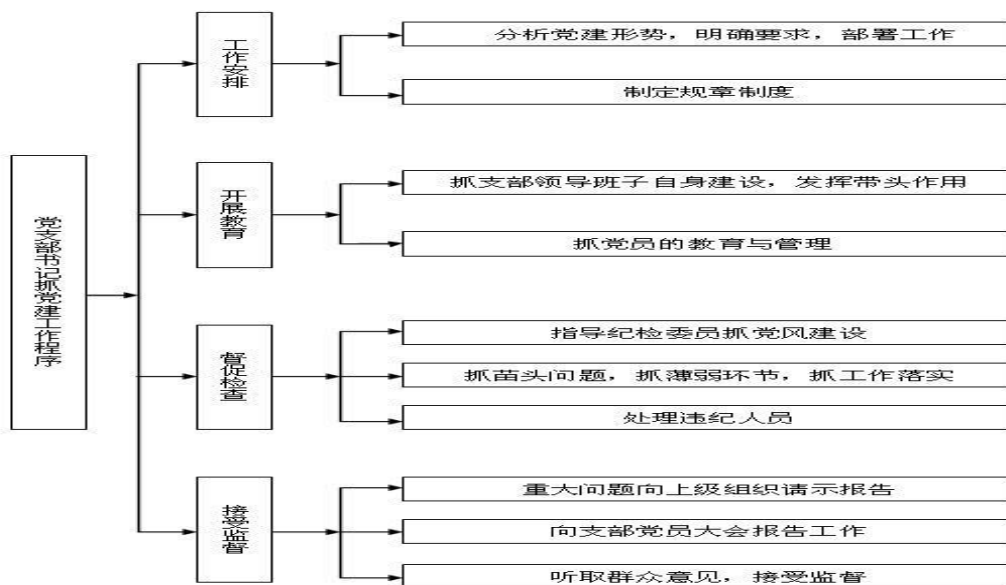 党支部书记抓党建工作程序
工作安排
分析党建形势，明确要求，部署工作
制定规章制度
开展教育
抓支部领导班子自身建设，发挥带头作用
抓党员的教育与管理
督促检查
指导纪检委员抓党风建设
抓苗头问题，抓薄弱环节，抓工作落实
处理违纪人员
接受监督
重大问题向上级组织请示报告
向支部党员大会报告工作
听取群众意见，接受监督